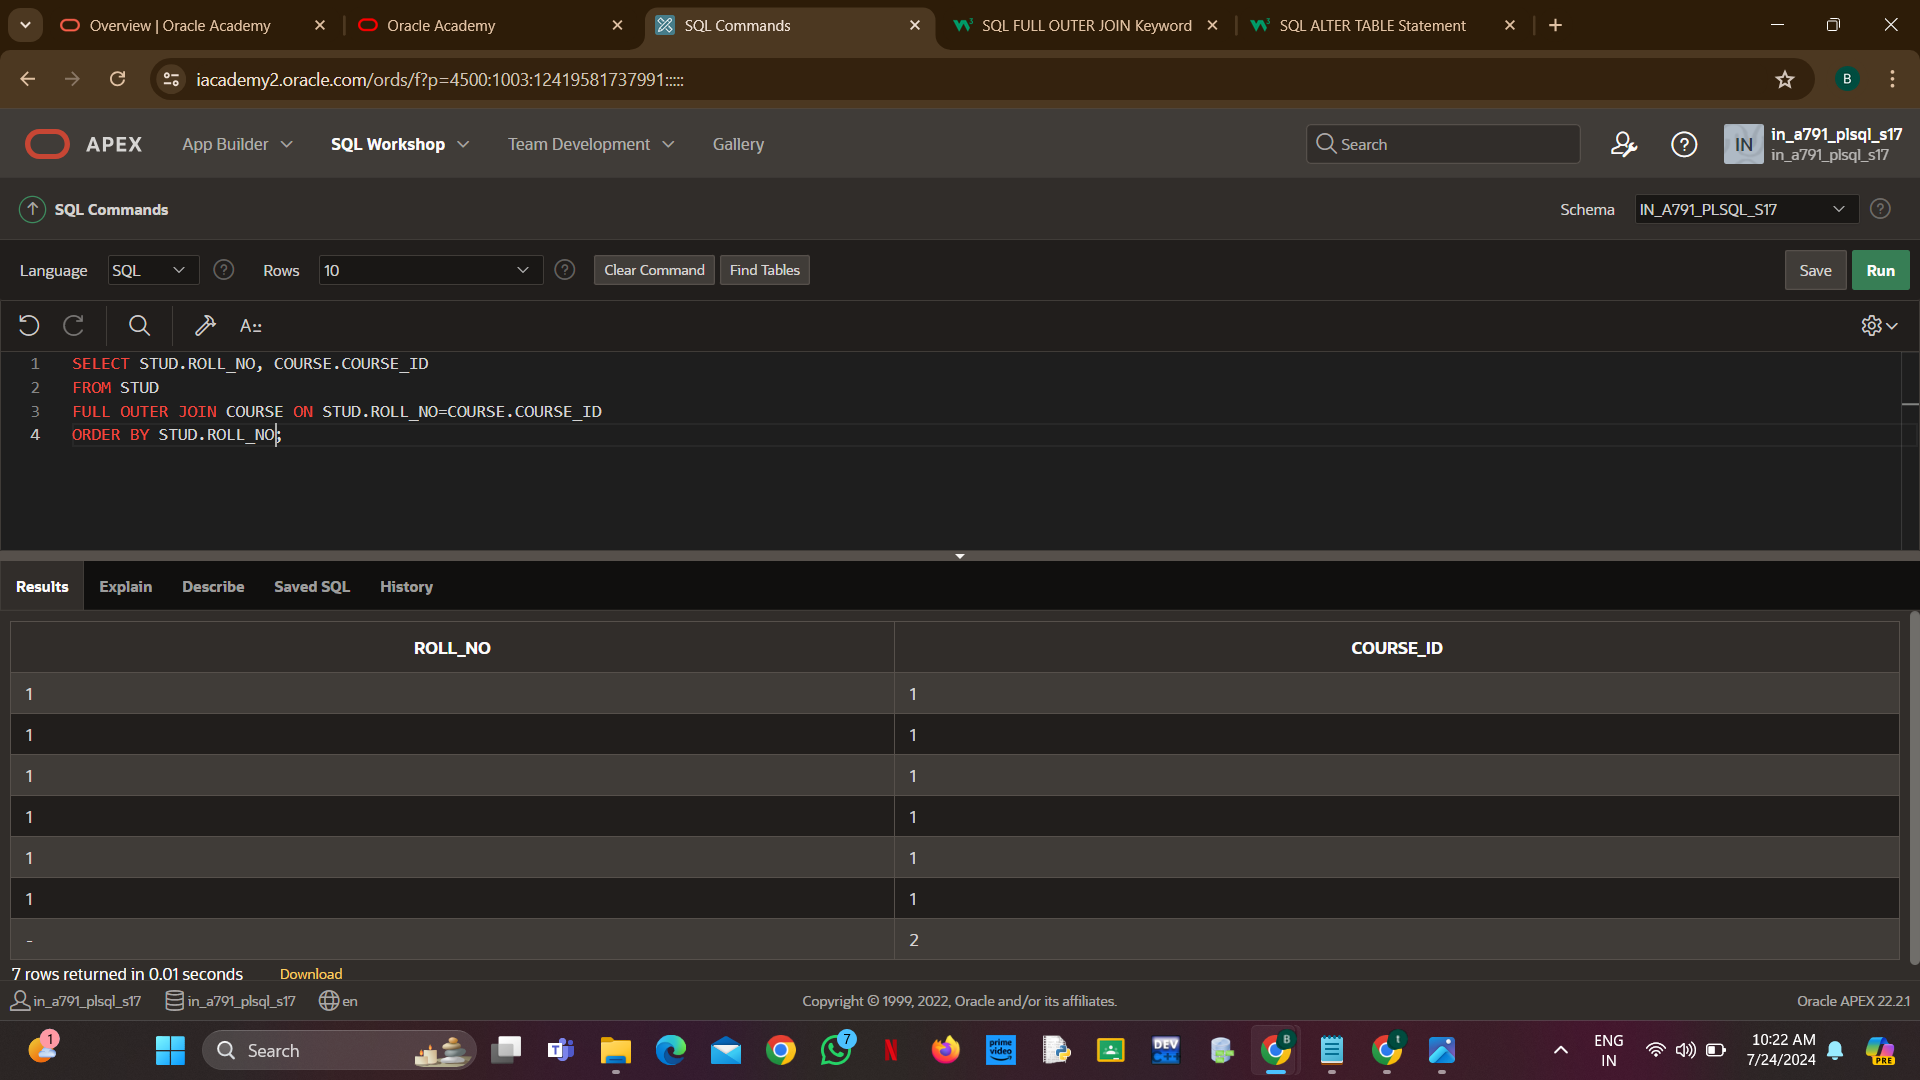 Overview | Oracle Academy
Oracle Academy
SQL Commands
SQL FULL OUTER JOIN Keyword
SQL ALTER TABLE Statement
iacademy2.oracle.com/ords/f?p=4500:1003:12419581737991:::::
B
APEX
App Builder
SQL Workshop
Team Development
Gallery
Search
IN
in_a791_plsql_s17
in_a791_plsql_s17
SQL Commands
Schema
IN_A791_PLSQL_S17
Language
SQL
Rows
10
Clear Command
Find Tables
Save
Run
A::
1 SELECT STUD.ROLL_NO, COURSE.COURSE_ID
2 FROM STUD
3 FULL OUTER JOIN COURSE ON STUD.ROLL_NO=COURSE.COURSE_ID
4 ORDER BY STUD.ROLL_NO;
Results Explain Describe Saved SQL History
ROLL_NO COURSE_ID
1 1
1 1
1 1
1 1
1 1
1 1
- 2
7 rows returned in 0.01 seconds
Download
in_a791_plsql_s17
in_a791_plsql_s17
en
Copyright © 1999, 2022, Oracle and/or its affiliates.
Oracle APEX 22.2.1
1
Search
7
N
prime video
DEV C++
B
t
ENG
IN
10:22 AM
7/24/2024
PRE